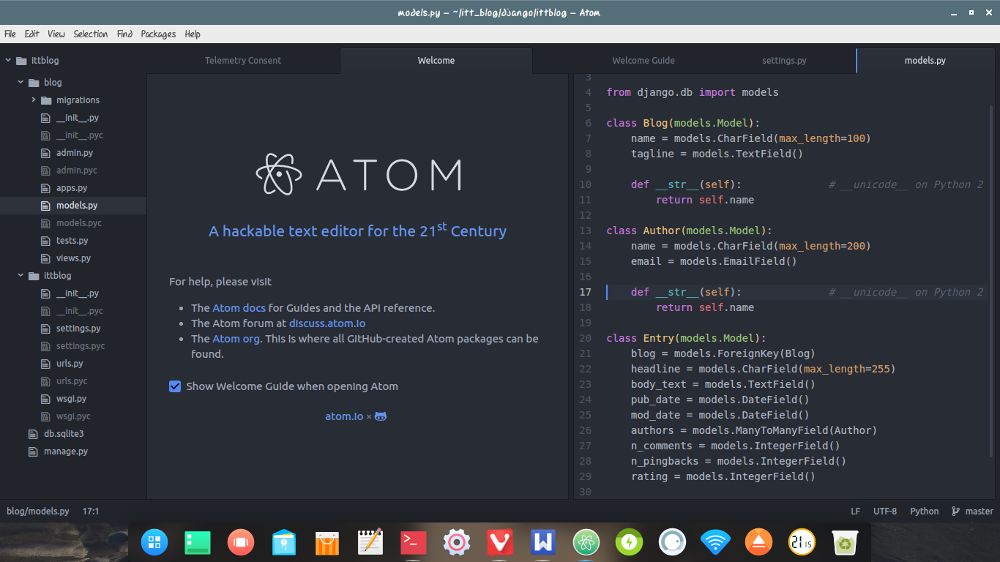 models.py — ~/itt_blog/django/ittblog — Atom
File Edit View Selection Find Packages Help
ittblog
blog
migrations
__init__.py
__init__.pyc
admin.py
admin.pyc
apps.py
models.py
models.pyc
tests.py
views.py
ittblog
__init__.py
__init__.pyc
settings.py
settings.pyc
urls.py
urls.pyc
wsgi.py
wsgi.pyc
db.sqlite3
manage.py
Telemetry Consent
Welcome
ATOM
A hackable text editor for the 21st Century
For help, please visit
• The Atom docs for Guides and the API reference.
• The Atom forum at discuss.atom.io
• The Atom org. This is where all GitHub-created Atom packages can be
found.
Show Welcome Guide when opening Atom
atom.io ×
Welcome Guide
settings.py
models.py
3
4 from django.db import models
5
6 class Blog(models.Model):
7     name = models.CharField(max_length=100)
8     tagline = models.TextField()
9
10     def __str__(self):              # __unicode__ on Python 2
11         return self.name
12
13 class Author(models.Model):
14     name = models.CharField(max_length=200)
15     email = models.EmailField()
16
17     def __str__(self):              # __unicode__ on Python 2
18         return self.name
19
20 class Entry(models.Model):
21     blog = models.ForeignKey(Blog)
22     headline = models.CharField(max_length=255)
23     body_text = models.TextField()
24     pub_date = models.DateField()
25     mod_date = models.DateField()
26     authors = models.ManyToManyField(Author)
27     n_comments = models.IntegerField()
28     n_pingbacks = models.IntegerField()
29     rating = models.IntegerField()
30
blog/models.py 17:1
LF UTF-8 Python master
21 15